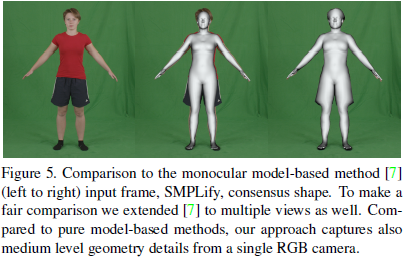 Figure 5. Comparison to the monocular model-based method [7]
(left to right) input frame, SMPLify, consensus shape. To make a
fair comparison we extended [7] to multiple views as well. Com-
pared to pure model-based methods, our approach captures also
medium level geometry details from a single RGB camera.